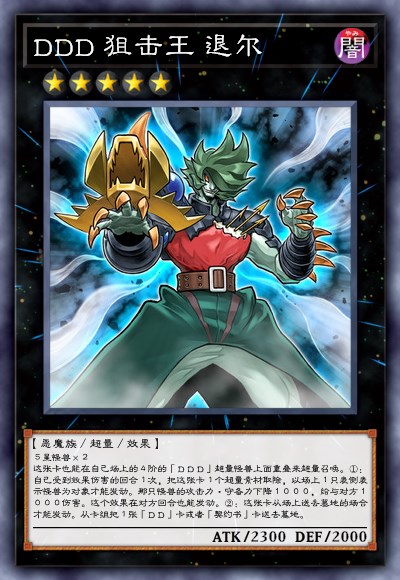 DDD 狙击王 退尔
やみ
闇
【恶魔族／超量／效果】
5星怪兽×2
这张卡也能在自己场上的4阶的「DDD」超量怪兽上面重叠来超量召唤。①：
自己受到效果伤害的回合1次，把这张卡1个超量素材取除，以场上1只表侧表
示怪兽为对象才能发动。那只怪兽的攻击力·守备力下降1000，给与对方1
000伤害。这个效果在对方回合也能发动。②：这张卡从场上送去墓地的场合
才能发动。从卡组把1张「DD」卡或者「契约书」卡送去墓地。
ATK/2300 DEF/2000